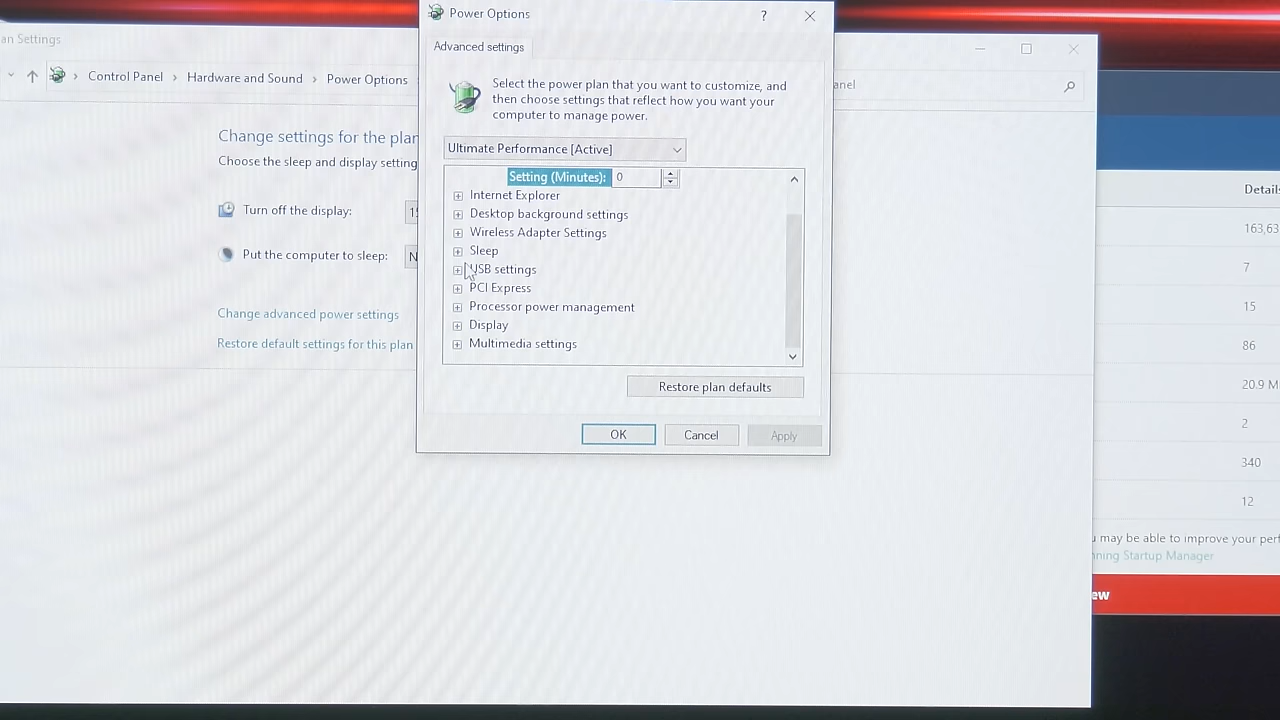 Power Options
?
an Settings
Advanced settings
Control Panel > Hardware and Sound > Power Options
anel
Select the power plan that you want to customize, and
then choose settings that reflect how you want your
computer to manage power.
Change settings for the plan
Choose the sleep and display setting
Ultimate Performance [Active]
Setting (Minutes): 0
Internet Explorer
Desktop background settings
Wireless Adapter Settings
Sleep
USB settings
PCI Express
Processor power management
Display
Multimedia settings
Turn off the display:
Put the computer to sleep:
N
Change advanced power settings
Restore default settings for this plan
Restore plan defaults
OK Cancel Apply
Details
163,63
7
15
86
20.9 M
2
340
12
may be able to improve your perf
nning Startup Manager
ew